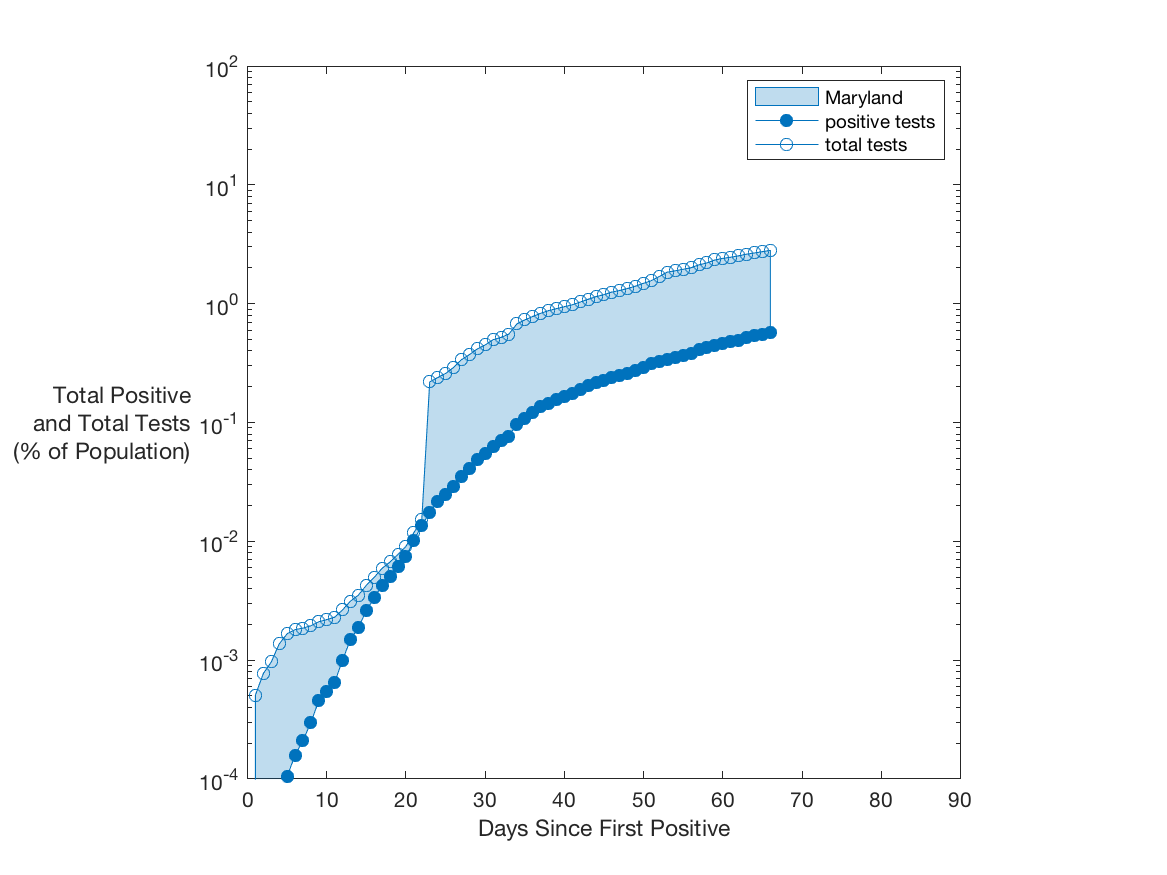 10^2
10^1
10^0
10^-1
10^-2
10^-3
10^-4
Total Positive
and Total Tests
(% of Population)
Maryland
positive tests
total tests
0 10 20 30 40 50 60 70 80 90
Days Since First Positive